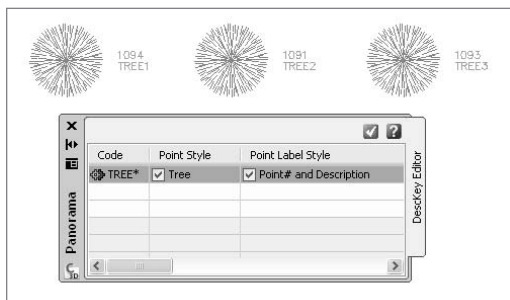 1094
TREE1
1091
TREE2
1093
TREE3
Code Point Style Point Label Style
TREE* Tree Point# and Description
DescKey Editor
Panorama